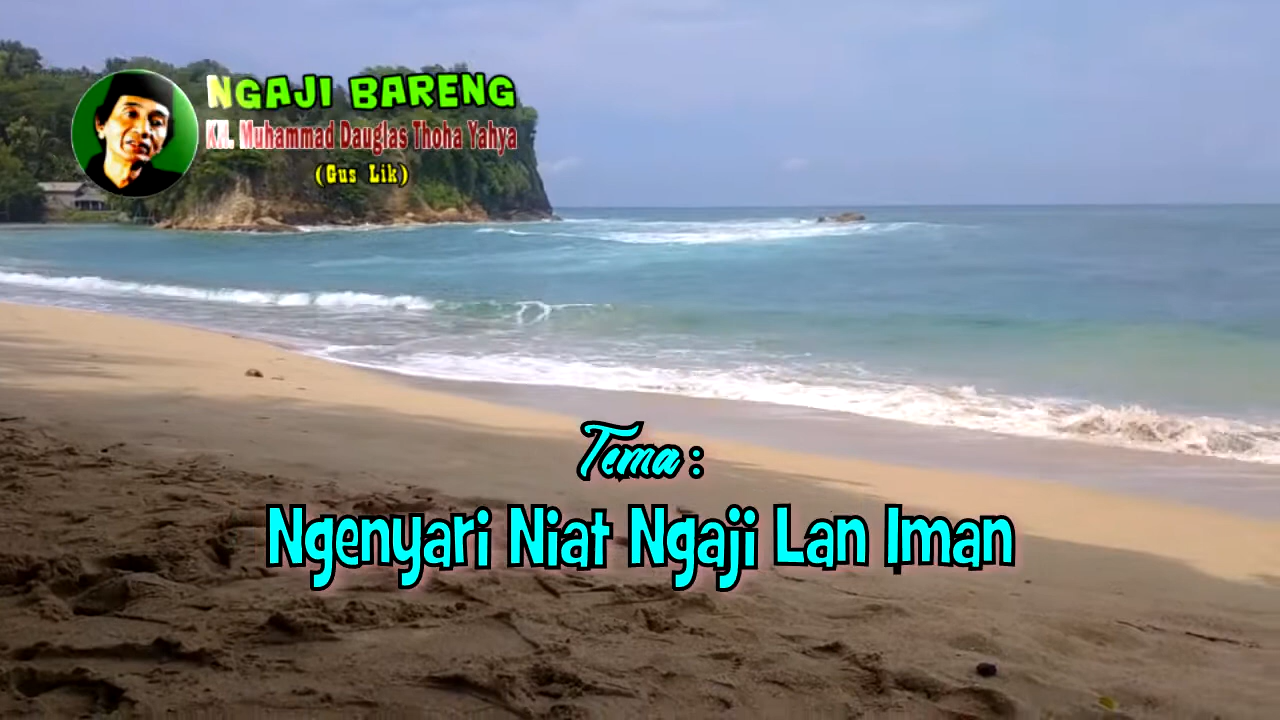 NGAJI BARENG
KH. Muhammad Dauglas Thoha Yahya
(Gus Lik)
Tema :
Ngenyari Niat Ngaji Lan Iman